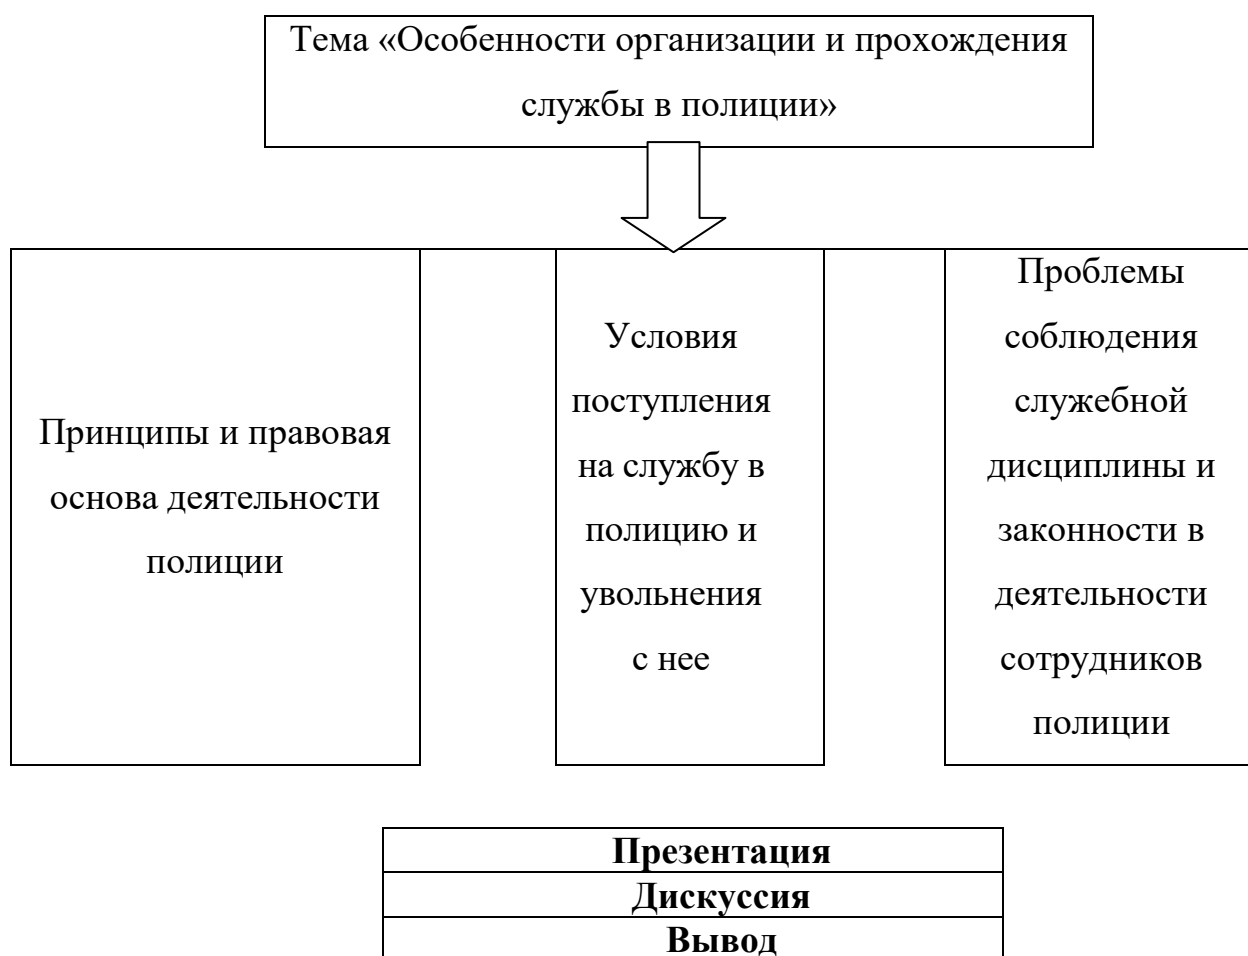 Тема «Особенности организации и прохождения
службы в полиции»
Принципы и правовая
основа деятельности
полиции
Условия
поступления
на службу в
полицию и
увольнения
с нее
Проблемы
соблюдения
служебной
дисциплины и
законности в
деятельности
сотрудников
полиции
Презентация
Дискуссия
Вывод